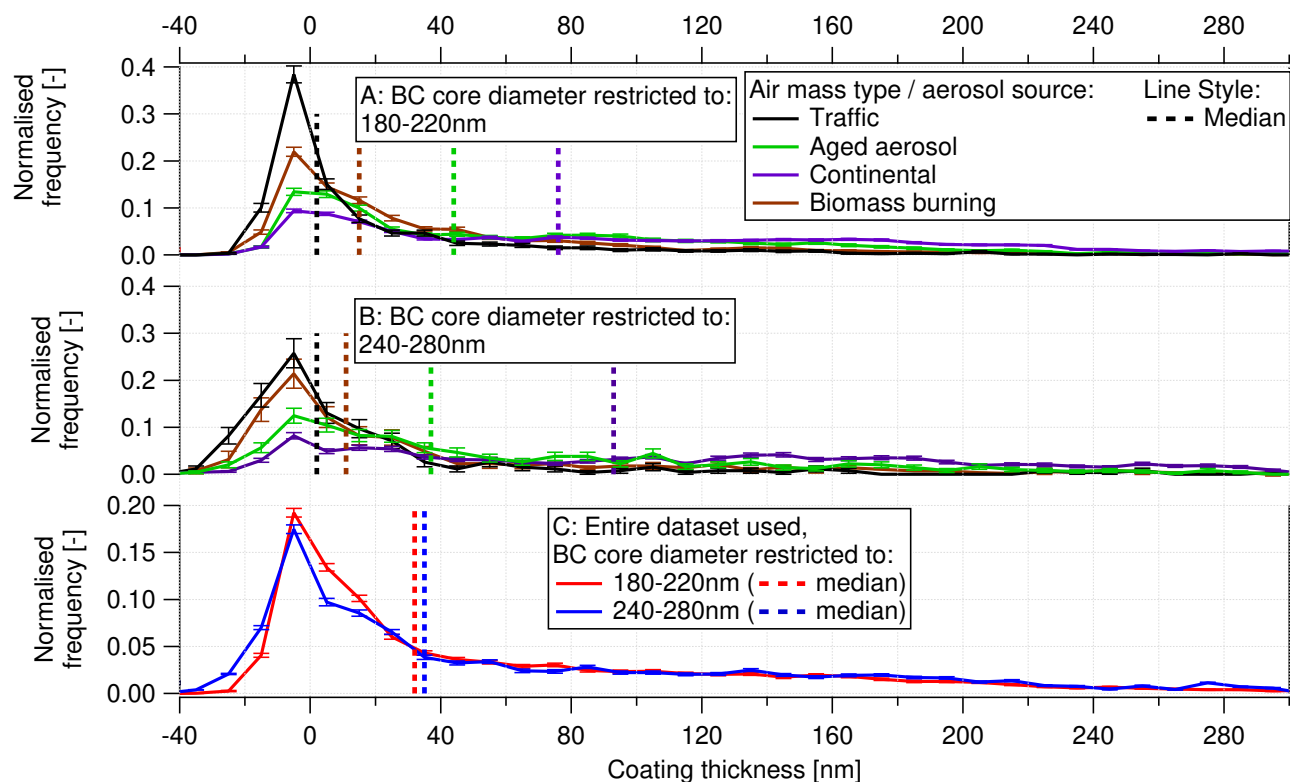 -40 0 40 80 120 160 200 240 280
Normalised
frequency [-]
0.4
0.3
0.2
0.1
0.0
A: BC core diameter restricted to:
180-220nm
Air mass type / aerosol source:
Traffic
Aged aerosol
Continental
Biomass burning
Line Style:
Median
Normalised
frequency [-]
0.4
0.3
0.2
0.1
0.0
B: BC core diameter restricted to:
240-280nm
Normalised
frequency [-]
0.20
0.15
0.10
0.05
0.00
C: Entire dataset used,
BC core diameter restricted to:
180-220nm ( median)
240-280nm ( median)
-40 0 40 80 120 160 200 240 280
Coating thickness [nm]